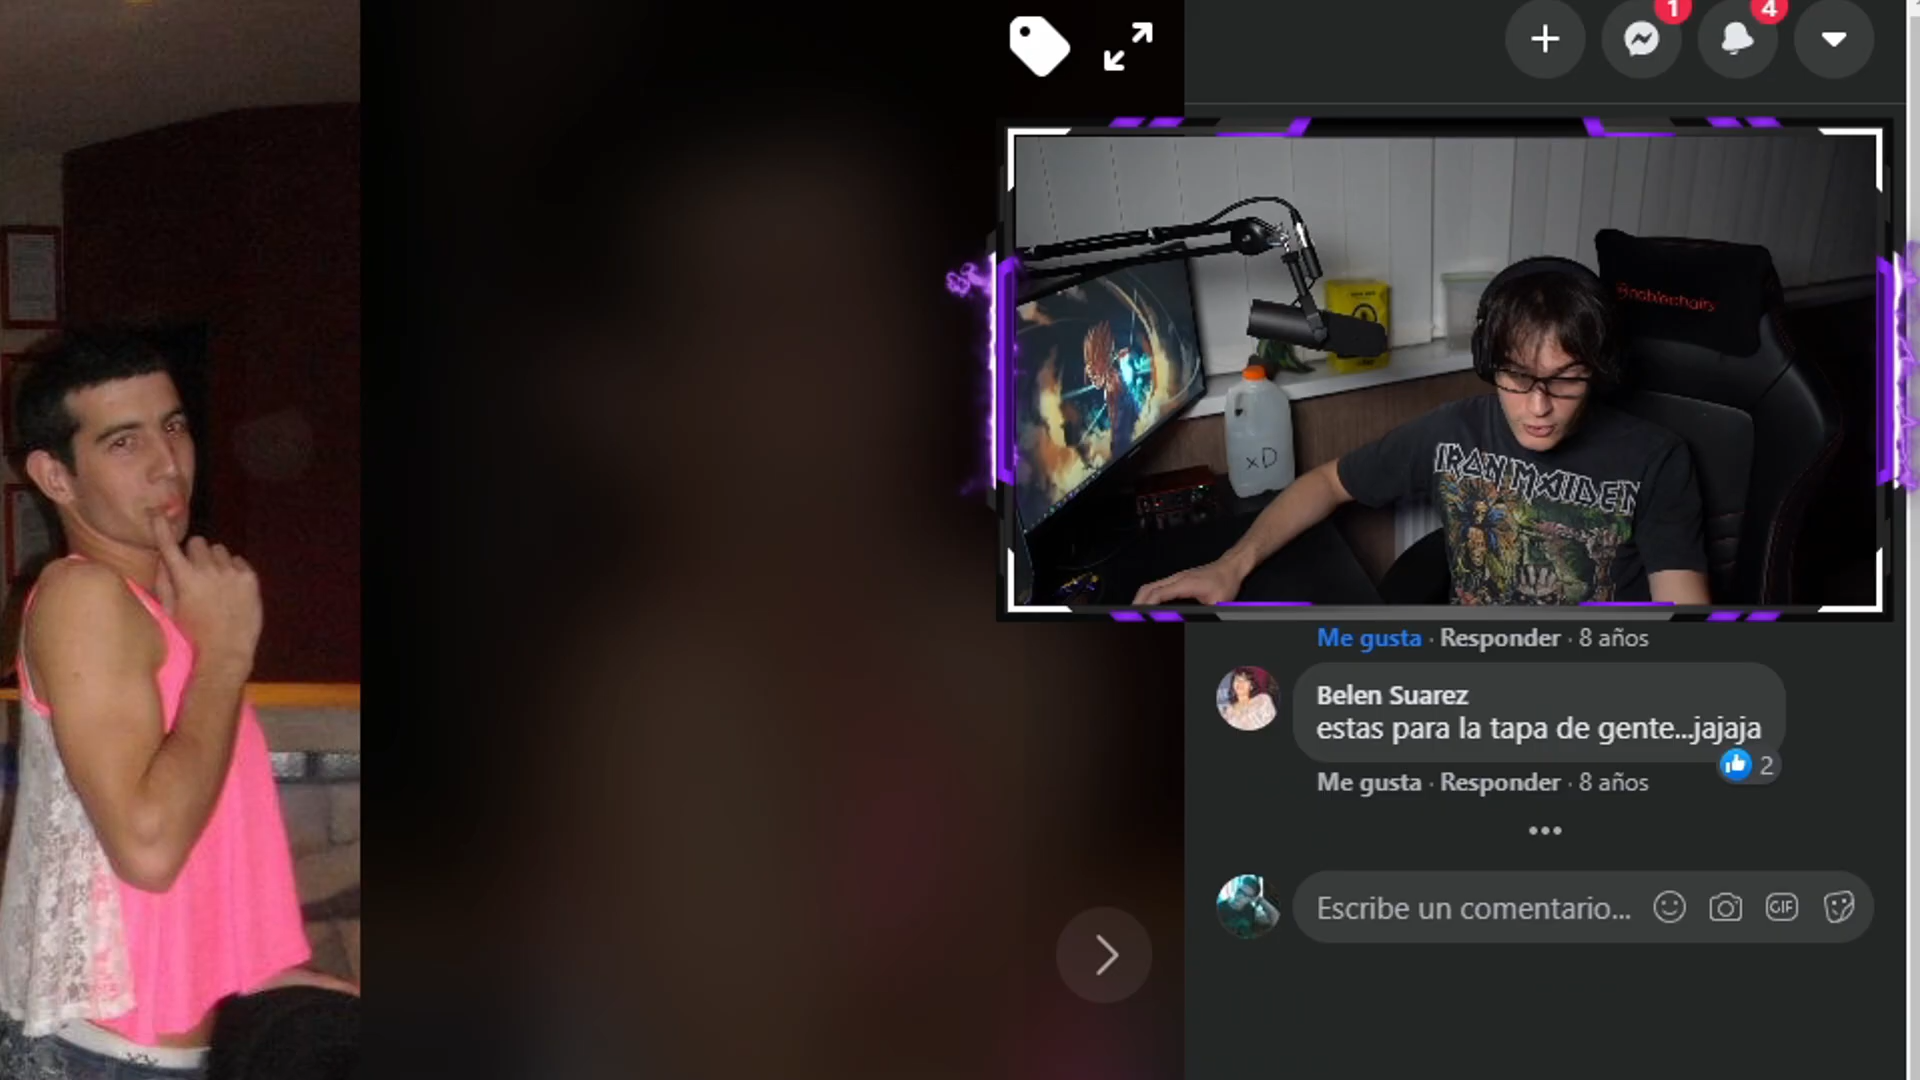 1
4
noblechairs
xD
IRON MAIDEN
Me gusta · Responder · 8 años
Belen Suarez
estas para la tapa de gente...jajaja
2
Me gusta · Responder · 8 años
Escribe un comentario...
GIF